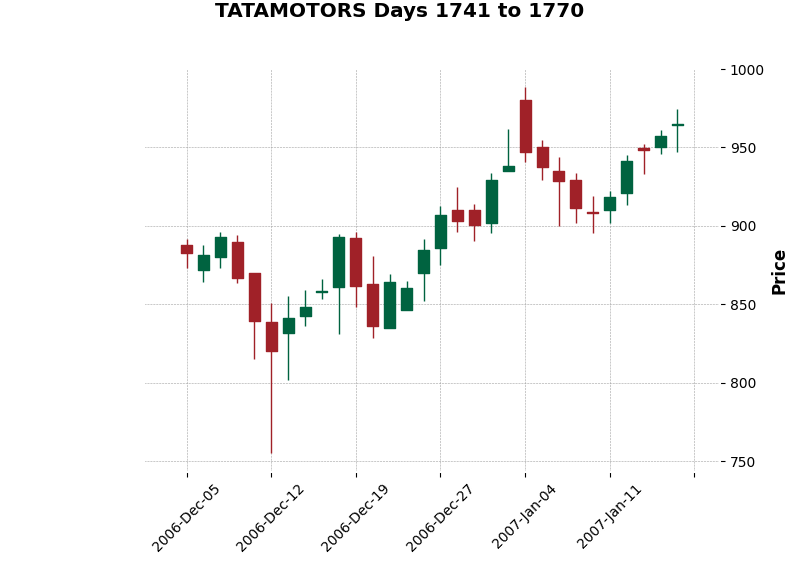 TATAMOTORS Days 1741 to 1770
1000
950
900
850
800
750
Price
2006-Dec-05
2006-Dec-12
2006-Dec-19
2006-Dec-27
2007-Jan-04
2007-Jan-11